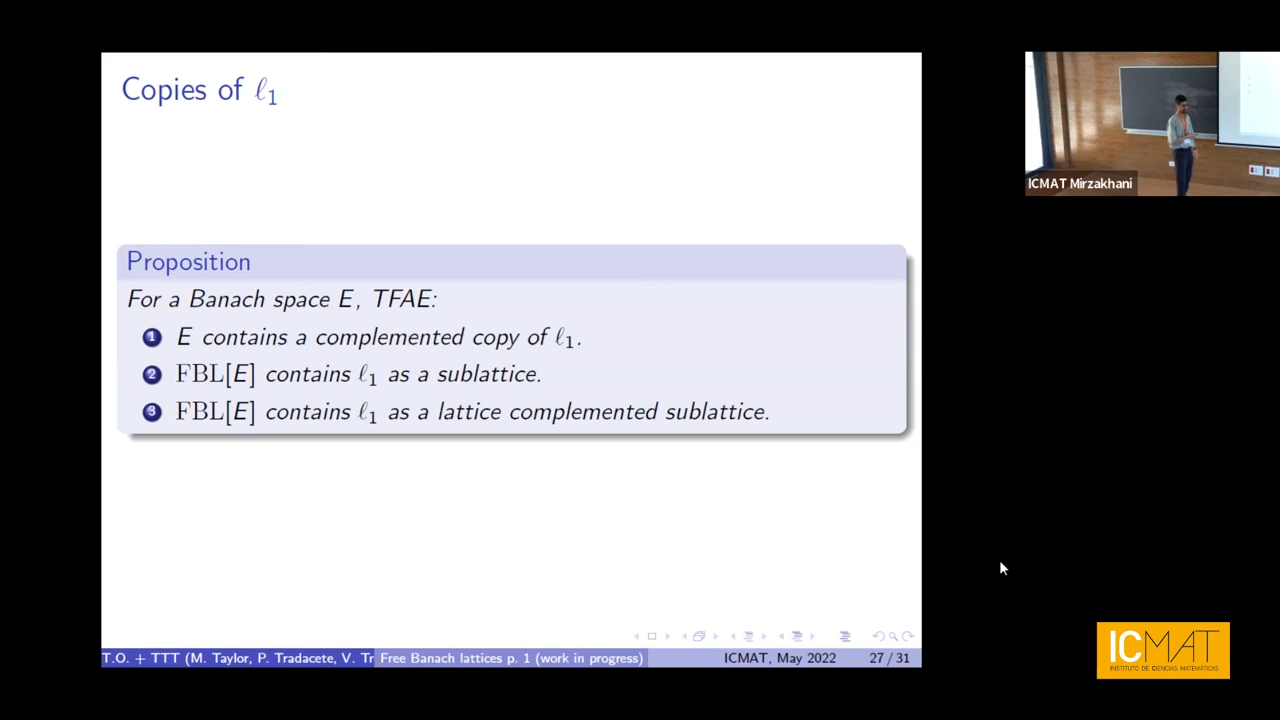 Copies of ℓ₁
Proposition
For a Banach space E, TFAE:
1 E contains a complemented copy of ℓ₁.
2 FBL[E] contains ℓ₁ as a sublattice.
3 FBL[E] contains ℓ₁ as a lattice complemented sublattice.
T.O. + TTT (M. Taylor, P. Tradacete, V. Tr Free Banach lattices p. 1 (work in progress) ICMAT, May 2022 27 / 31
ICMAT Mirzakhani
ICMAT
INSTITUTO DE CIENCIAS MATEMÁTICAS